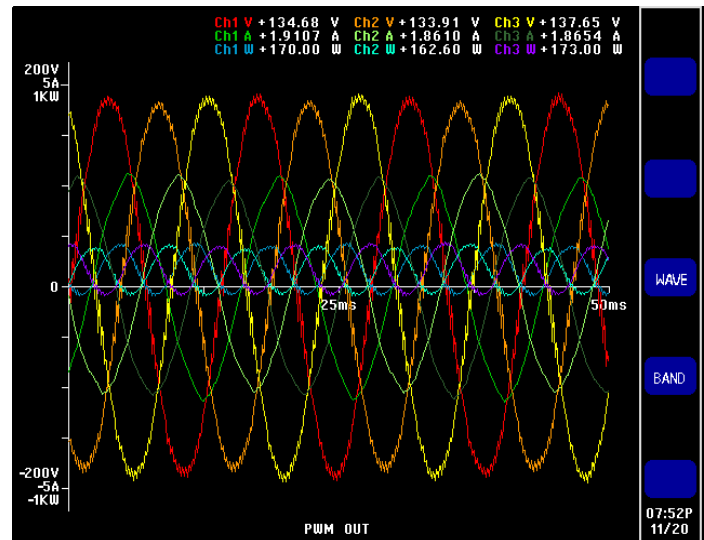 Ch1 V +134.68 V Ch2 V +133.91 V Ch3 V +137.65 V
Ch1 A +1.9107 A Ch2 A +1.8610 A Ch3 A +1.8654 A
Ch1 W +170.00 W Ch2 W +162.60 W Ch3 W +173.00 W
200V
5A
1KW
0
25ms
50ms
-200V
-5A
-1KW
PWM OUT
WAVE
BAND
07:52P
11/20